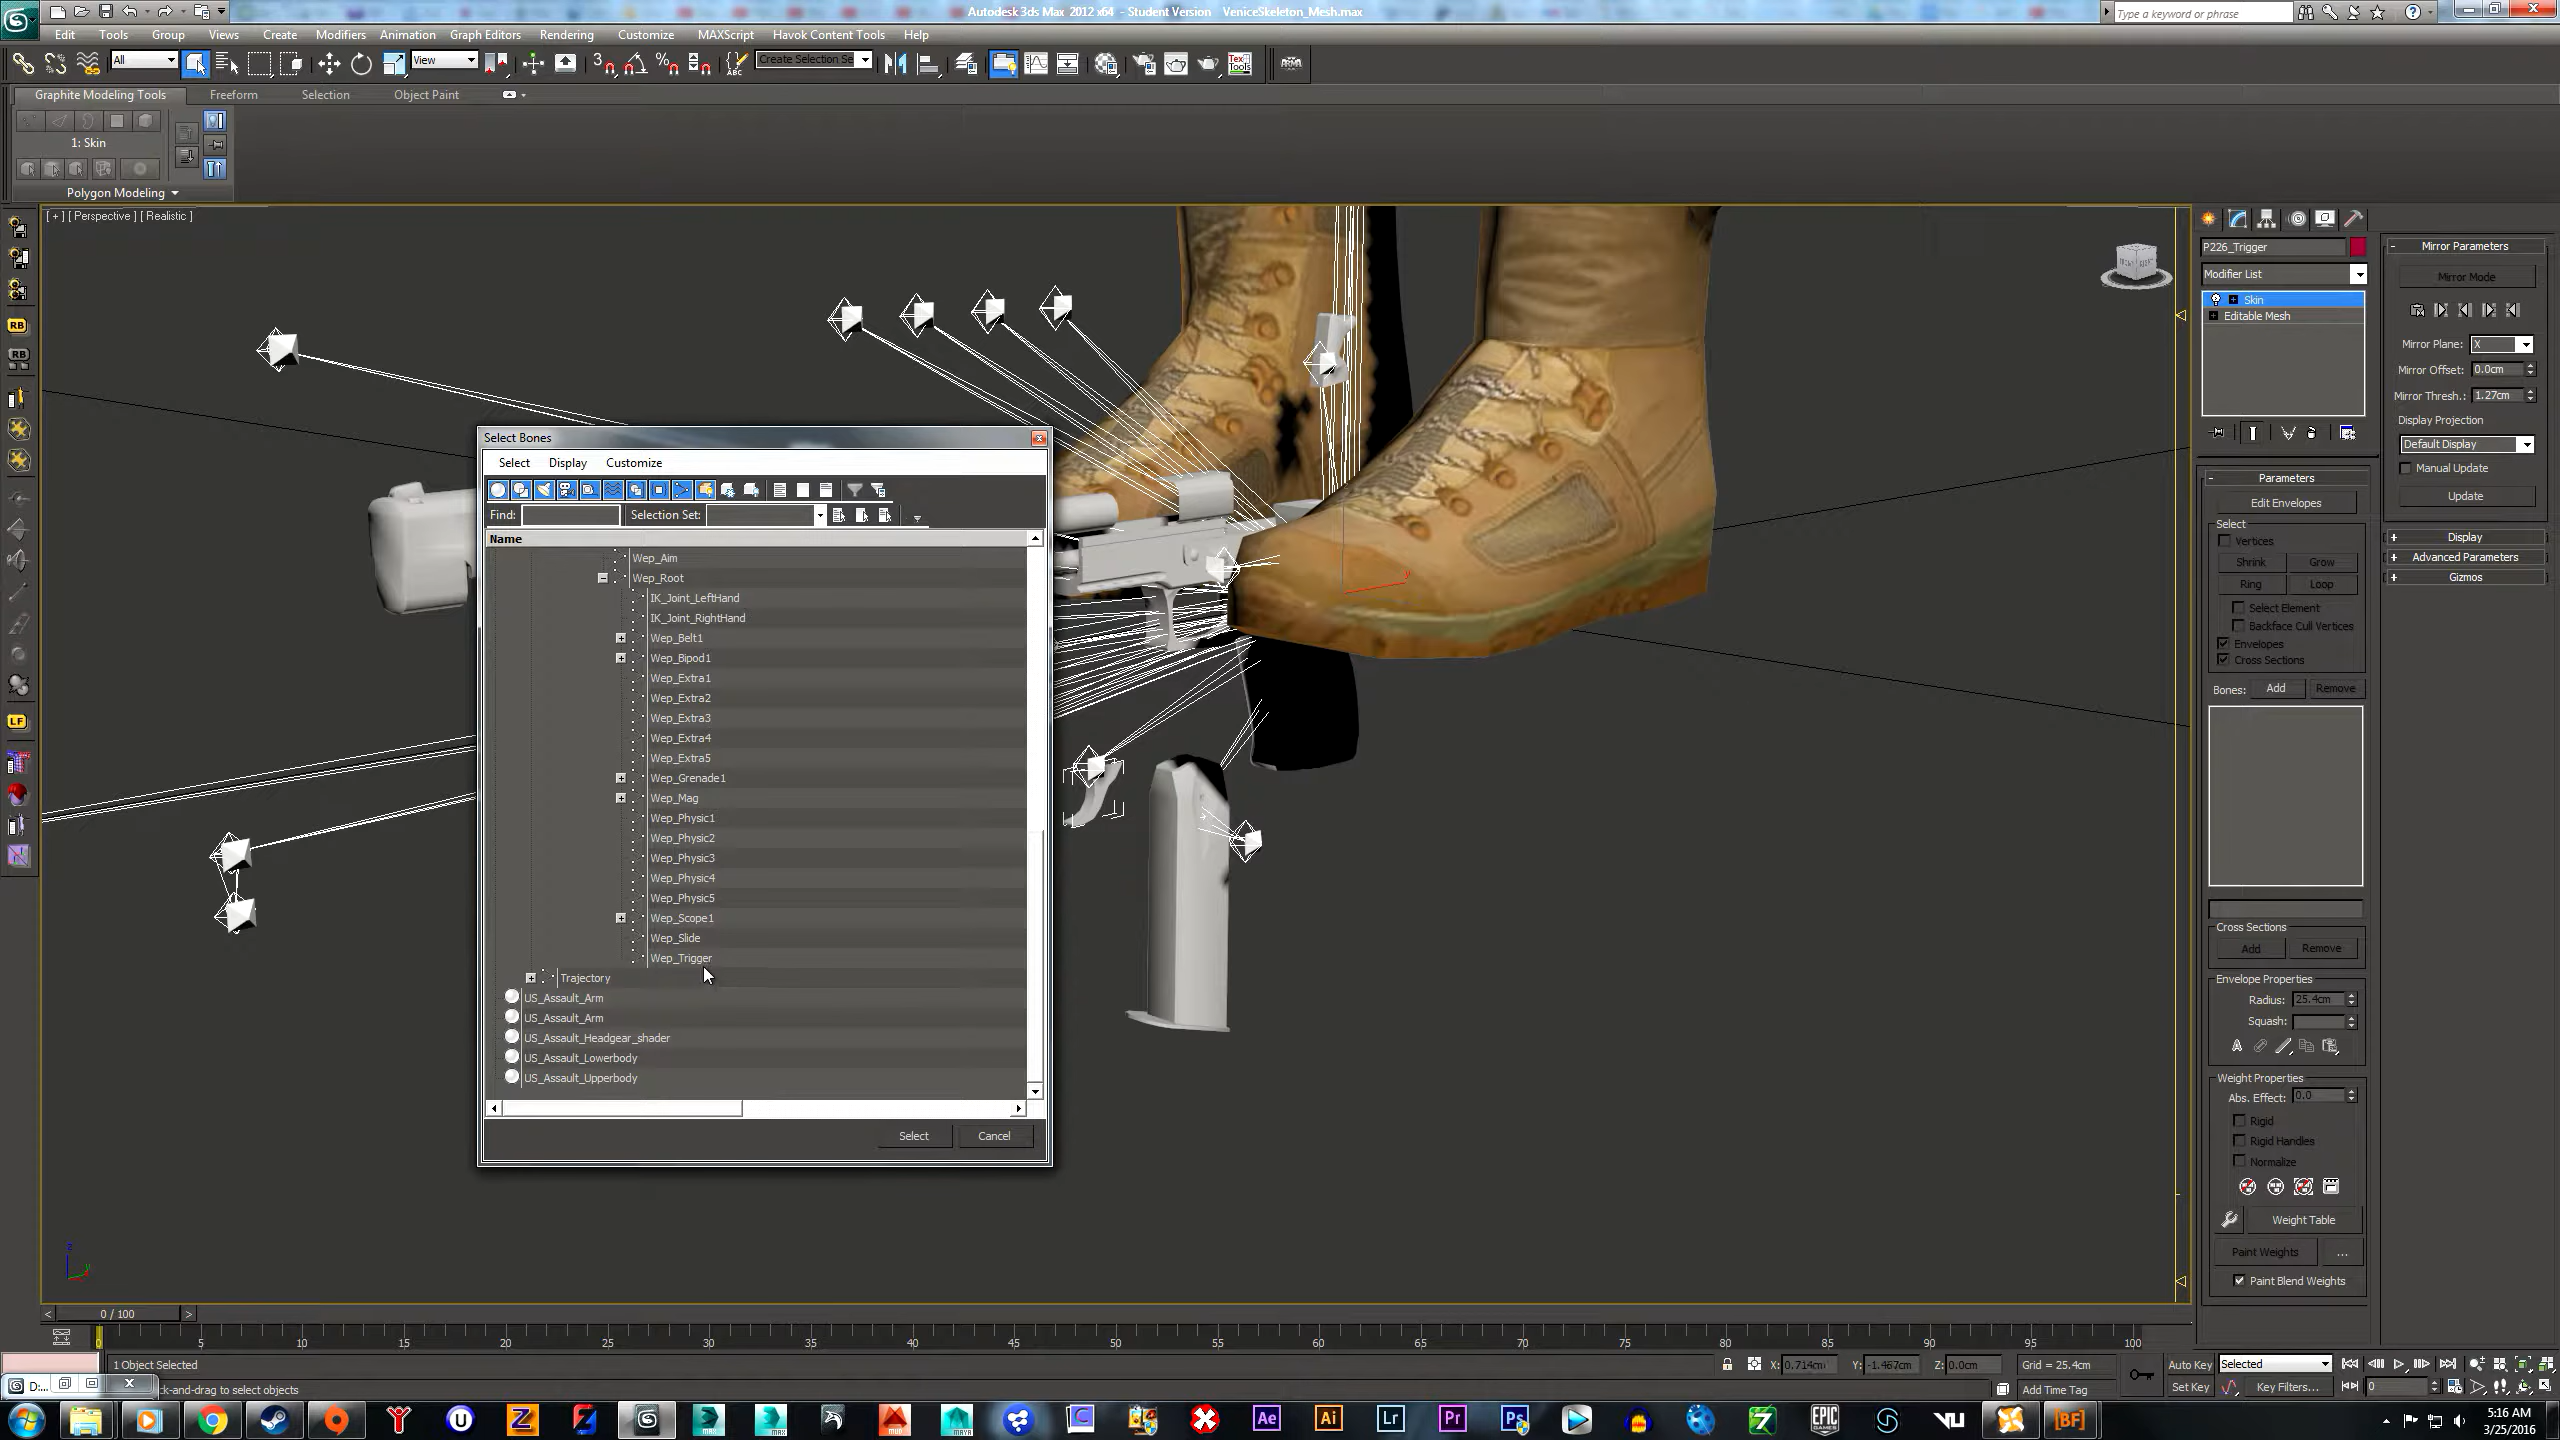 Autodesk 3ds Max 2012 x64 - Student Version VeniceSkeleton_Mesh.max
Type a keyword or phrase
Edit Tools Group Views Create Modifiers Animation Graph Editors Rendering Customize MAXScript Havok Content Tools Help
All View Create Selection Se
Graphite Modeling Tools Freeform Selection Object Paint
1: Skin
Polygon Modeling
[ + ] [ Perspective ] [ Realistic ]
RB
RB
LF
Select Bones
Select Display Customize
Find: Selection Set:
Name
Wep_Aim
Wep_Root
IK_Joint_LeftHand
IK_Joint_RightHand
Wep_Belt1
Wep_Bipod1
Wep_Extra1
Wep_Extra2
Wep_Extra3
Wep_Extra4
Wep_Extra5
Wep_Grenade1
Wep_Mag
Wep_Physic1
Wep_Physic2
Wep_Physic3
Wep_Physic4
Wep_Physic5
Wep_Scope1
Wep_Slide
Wep_Trigger
Trajectory
US_Assault_Arm
US_Assault_Arm
US_Assault_Headgear_shader
US_Assault_Lowerbody
US_Assault_Upperbody
Select Cancel
P226_Trigger
Modifier List
Skin
Editable Mesh
Parameters
Edit Envelopes
Select
Vertices
Shrink Grow
Ring Loop
Select Element
Backface Cull Vertices
Envelopes
Cross Sections
Bones: Add Remove
Cross Sections
Add Remove
Envelope Properties
Radius: 25.4cm
Squash:
Weight Properties
Abs. Effect: 0.0
Rigid
Rigid Handles
Normalize
Weight Table
Paint Weights ...
Paint Blend Weights
Mirror Parameters
Mirror Mode
Mirror Plane: X
Mirror Offset: 0.0cm
Mirror Thresh.: 1.27cm
Display Projection
Default Display
Manual Update
Update
Display
Advanced Parameters
Gizmos
0 / 100
0 5 10 15 20 25 30 35 40 45 50 55 60 65 70 75 80 85 90 95 100
1 Object Selected
X: 0.714cm Y: -1.467cm Z: 0.0cm Grid = 25.4cm
Auto Key Selected
D:...
ck-and-drag to select objects
Add Time Tag
Set Key Key Filters... 0
Ae Ai Lr Pr Ps EPIC GAMES VU [BF]
5:16 AM
3/25/2016